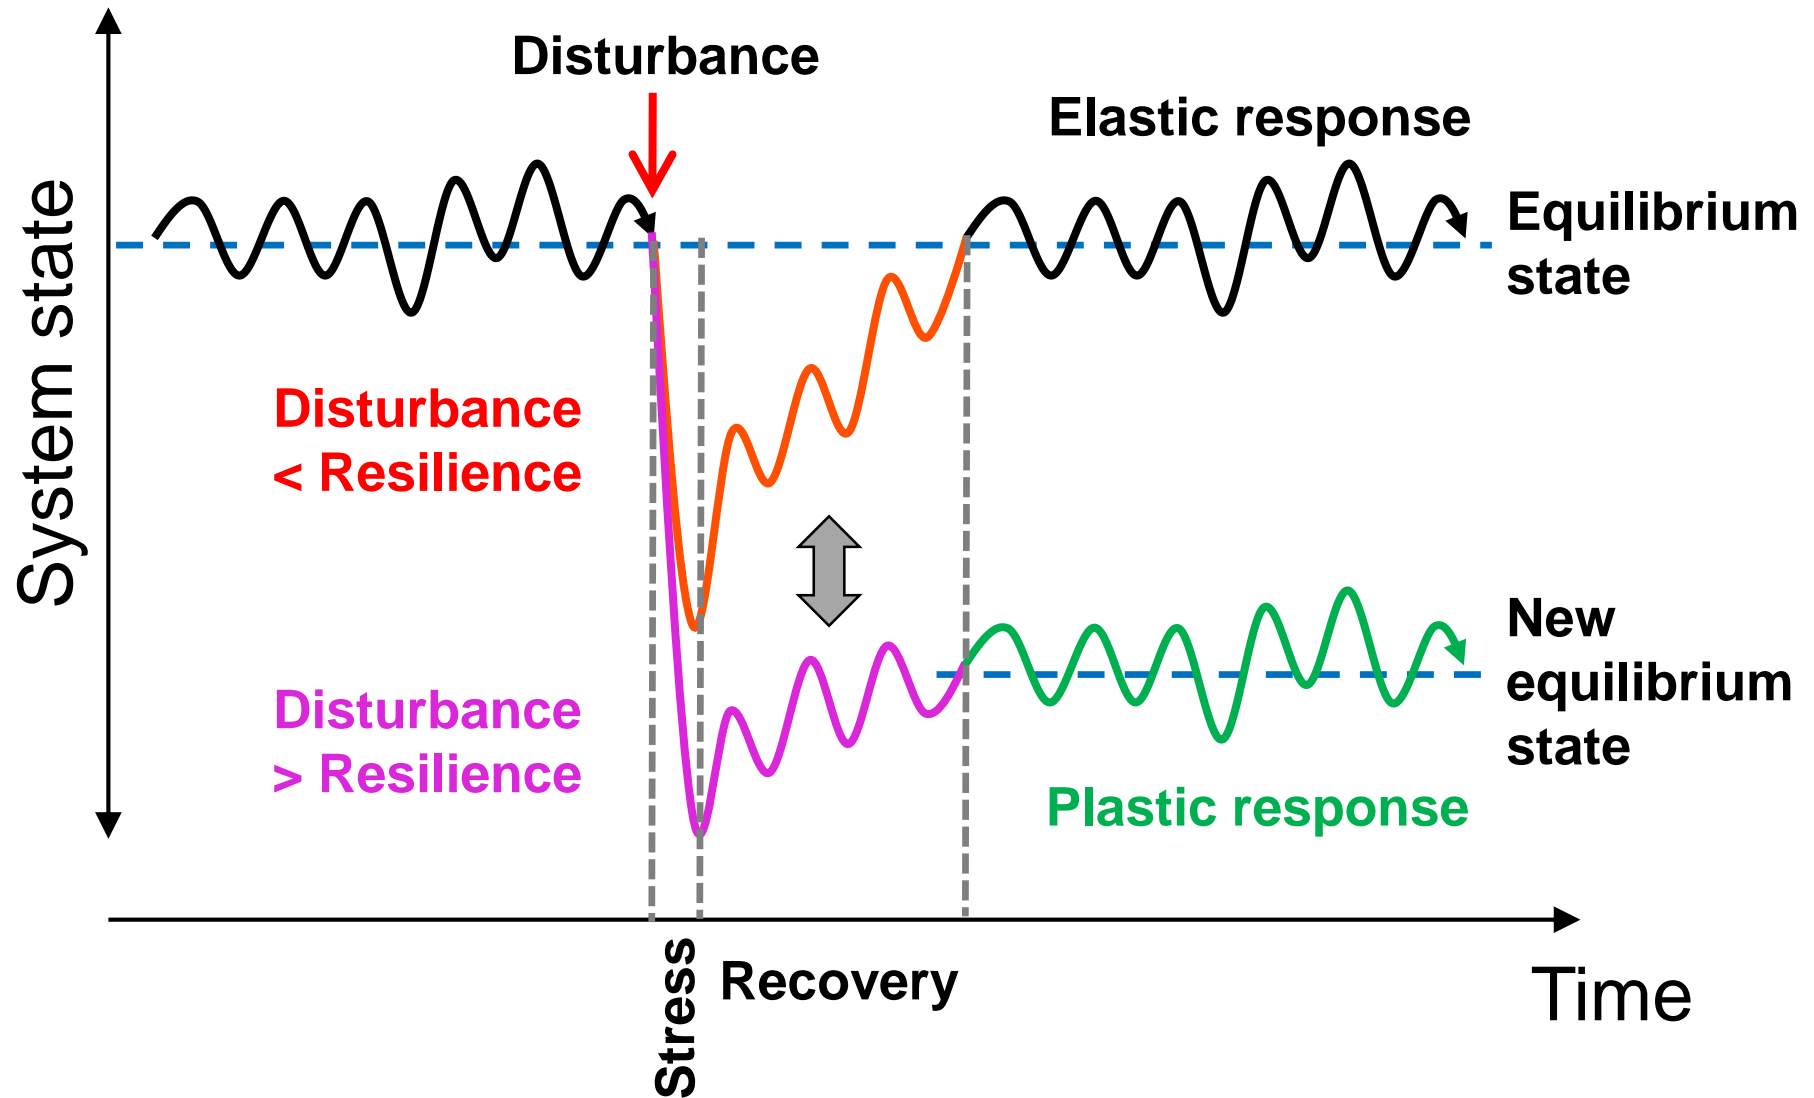 Disturbance
Elastic response
Equilibrium
state
System state
Disturbance
< Resilience
Disturbance
> Resilience
New
equilibrium
state
Plastic response
Stress
Recovery
Time